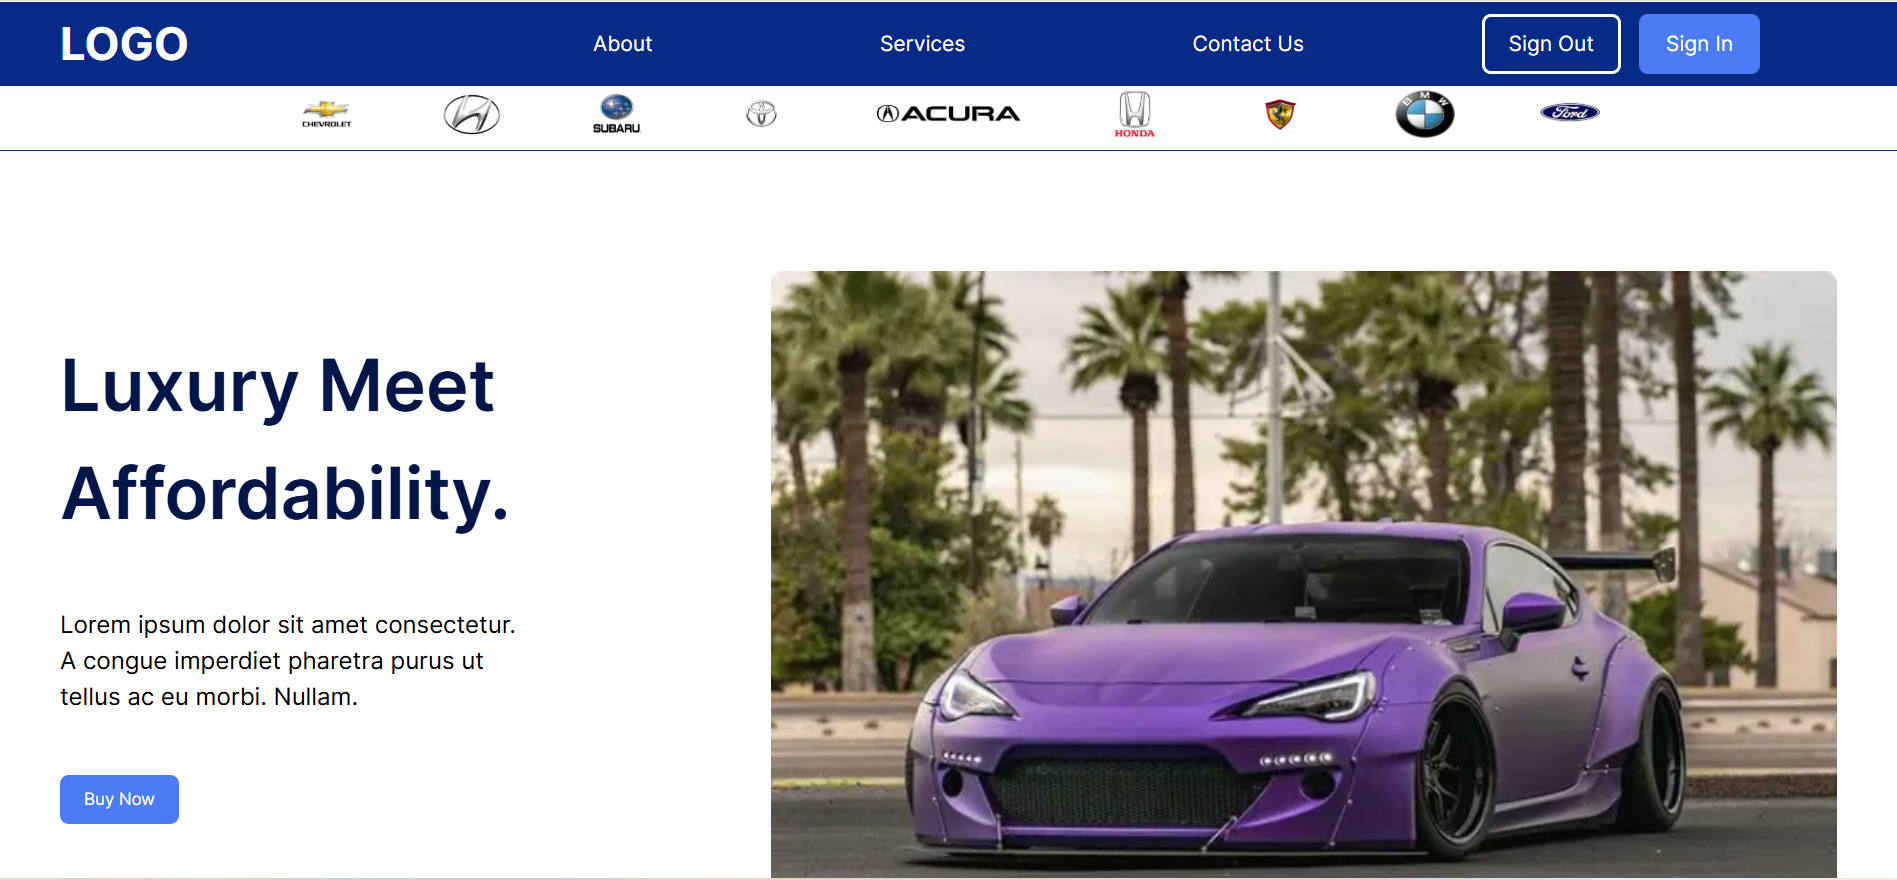 LOGO
About
Services
Contact Us
Sign Out
Sign In
CHEVROLET
SUBARU
ACURA
HONDA
BMW
Ford
Luxury Meet
Affordability.
Lorem ipsum dolor sit amet consectetur.
A congue imperdiet pharetra purus ut
tellus ac eu morbi. Nullam.
Buy Now